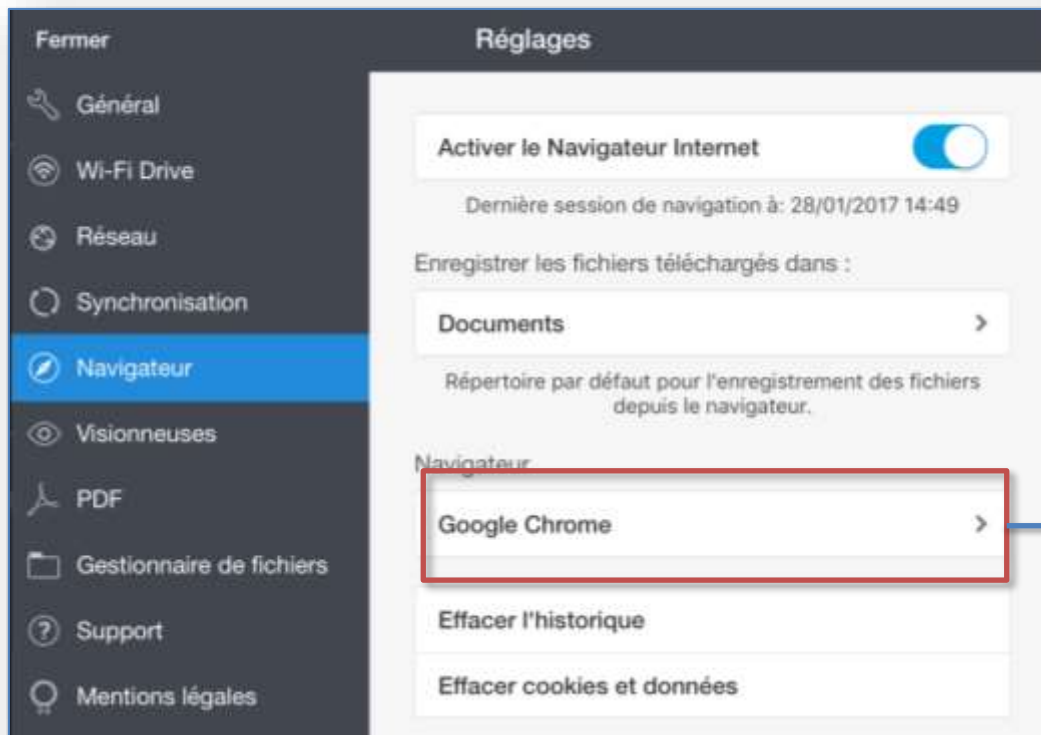 Fermer
Réglages
Général
Wi-Fi Drive
Réseau
Synchronisation
Navigateur
Visionneuses
PDF
Gestionnaire de fichiers
Support
Mentions légales
Activer le Navigateur Internet
Dernière session de navigation à: 28/01/2017 14:49
Enregistrer les fichiers téléchargés dans :
Documents
Répertoire par défaut pour l'enregistrement des fichiers
depuis le navigateur.
Navigateur
Google Chrome
Effacer l'historique
Effacer cookies et données